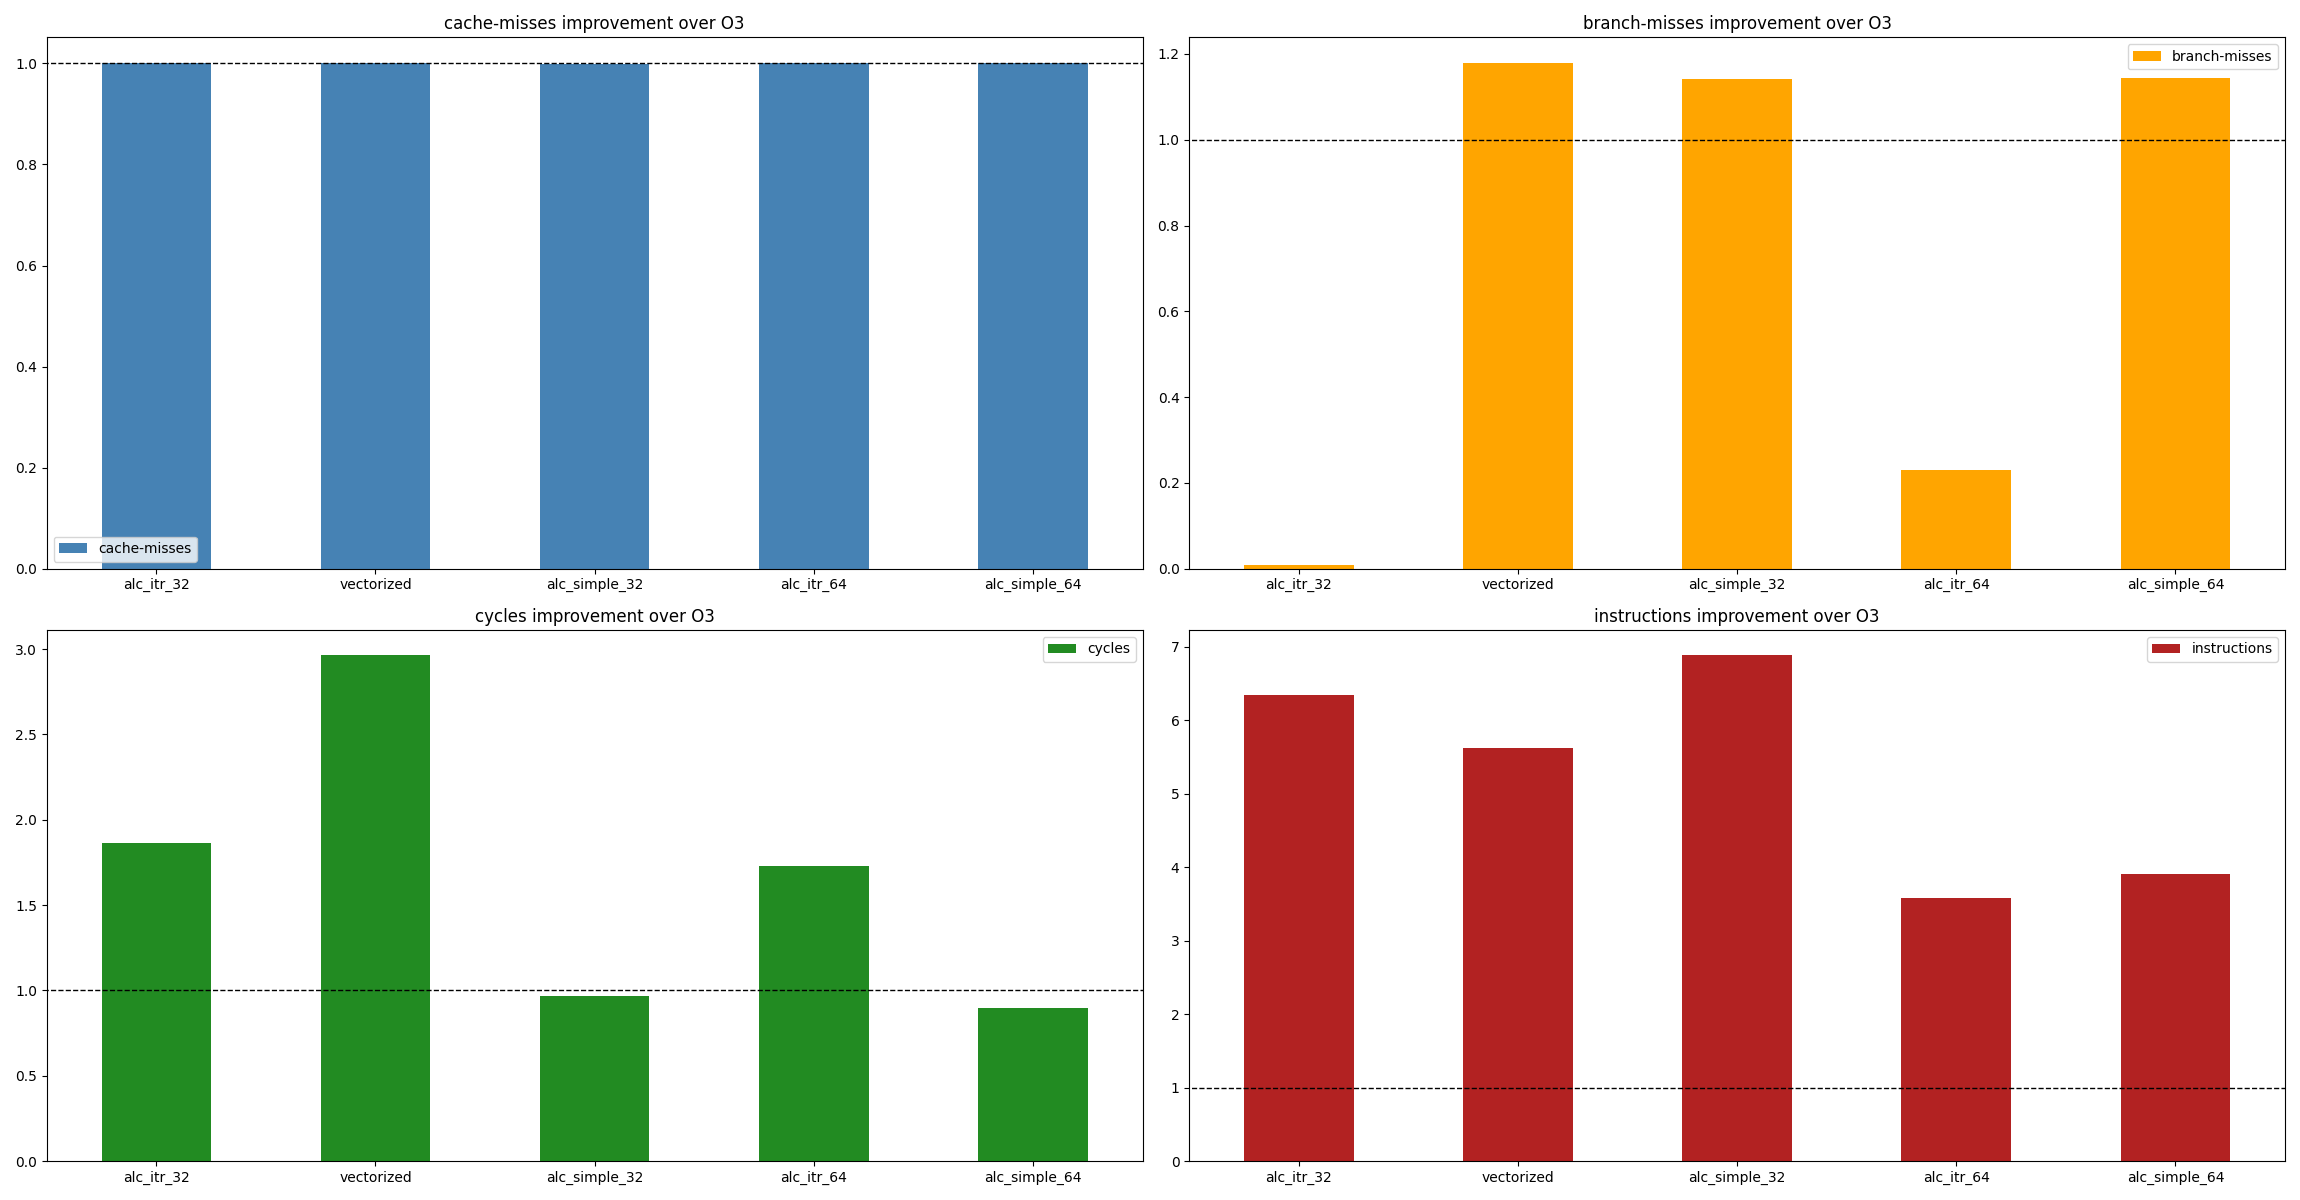 cache-misses improvement over O3
1.0
0.8
0.6
0.4
0.2
0.0
cache-misses
alc_itr_32 vectorized alc_simple_32 alc_itr_64 alc_simple_64
branch-misses improvement over O3
1.2
1.0
0.8
0.6
0.4
0.2
0.0
branch-misses
alc_itr_32 vectorized alc_simple_32 alc_itr_64 alc_simple_64
cycles improvement over O3
3.0
2.5
2.0
1.5
1.0
0.5
0.0
cycles
alc_itr_32 vectorized alc_simple_32 alc_itr_64 alc_simple_64
instructions improvement over O3
7
6
5
4
3
2
1
0
instructions
alc_itr_32 vectorized alc_simple_32 alc_itr_64 alc_simple_64